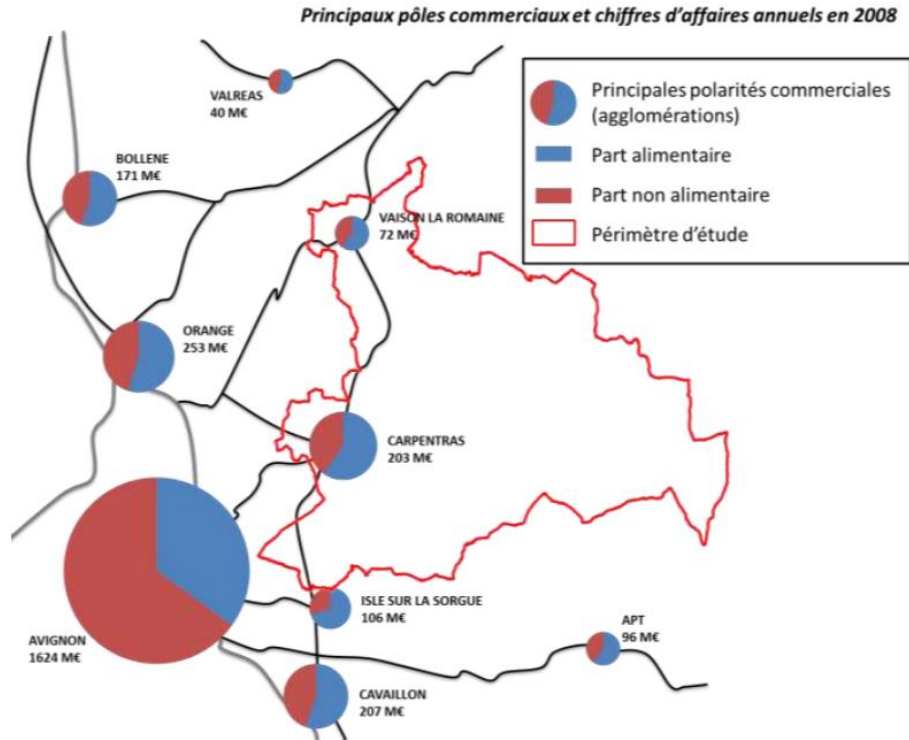 Principaux pôles commerciaux et chiffres d'affaires annuels en 2008
Principales polarités commerciales
(agglomérations)
Part alimentaire
Part non alimentaire
Périmètre d'étude
VALREAS
40 M€
BOLLENE
171 M€
VAISON LA ROMAINE
72 M€
ORANGE
253 M€
CARPENTRAS
203 M€
ISLE SUR LA SORGUE
106 M€
AVIGNON
1624 M€
APT
96 M€
CAVAILLON
207 M€